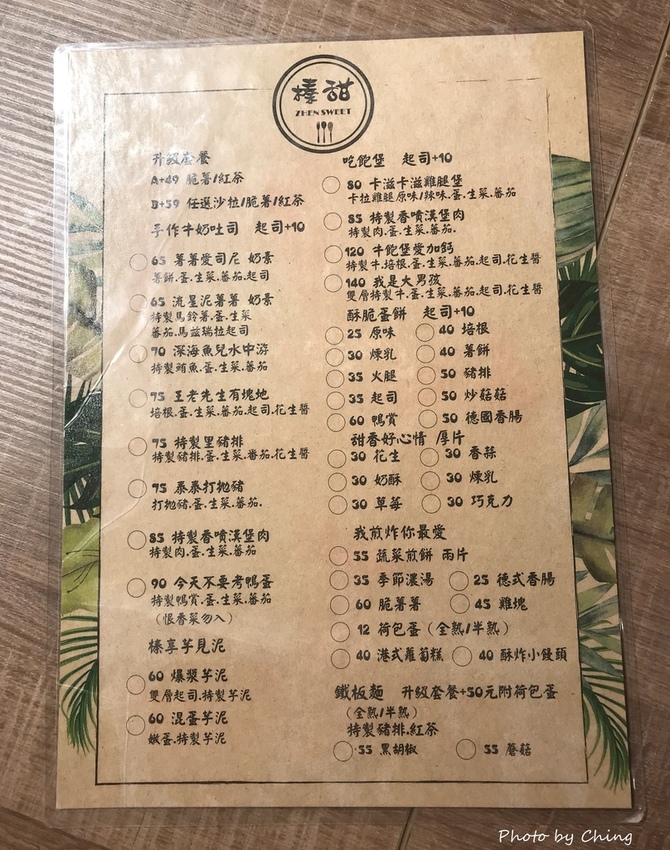 榛甜
ZHEN SWEET
升級套餐
A+49 脆薯/紅茶
B+59 任選沙拉/脆薯/紅茶
手作牛奶吐司 起司+10
65 薯薯愛司尼 奶素
薯餅.蛋.生菜.蕃茄.起司
65 流星泥薯薯 奶素
特製馬鈴薯.蛋.生菜
蕃茄.馬茲瑞拉起司
70 深海魚兒水中游
特製鮪魚.蛋.生菜.蕃茄
75 王老先生有塊地
培根.蛋.生菜.蕃茄.起司.花生醬
75 特製里豬排
特製豬排.蛋.生菜.番茄.花生醬
75 泰泰打拋豬
打拋豬.蛋.生菜.蕃茄.
85 特製香噴漢堡肉
特製肉.蛋.生菜.蕃茄
90 今天不要考鴨蛋
特製鴨賞.蛋.生菜.蕃茄
（恨香菜勿入）
榛享芋見泥
60 爆漿芋泥
雙層起司.特製芋泥
60 混蛋芋泥
嫩蛋.特製芋泥
吃飽堡 起司+10
80 卡滋卡滋雞腿堡
卡拉雞腿原味/辣味.蛋.生菜.蕃茄
85 特製香噴漢堡肉
特製肉.蛋.生菜.蕃茄.
120 牛飽堡愛加鈣
特製牛.培根.蛋.生菜.蕃茄.起司.花生醬
140 我是大男孩
雙層特製牛.蛋.生菜.蕃茄.起司.花生醬
酥脆蛋餅 起司+10
25 原味 40 培根
30 煉乳 40 薯餅
35 火腿 50 豬排
35 起司 50 炒菇菇
60 鴨賞 50 德國香腸
甜香好心情 厚片
30 花生 30 香蒜
30 奶酥 30 煉乳
30 草莓 30 巧克力
我煎炸你最愛
55 蔬菜煎餅 兩片
35 季節濃湯 25 德式香腸
60 脆薯薯 45 雞塊
12 荷包蛋（全熟/半熟）
40 港式蘿蔔糕 40 酥炸小饅頭
鐵板麵 升級套餐+50元附荷包蛋
（全熟/半熟）
特製豬排.紅茶
55 黑胡椒 55 蘑菇
Photo by Ching